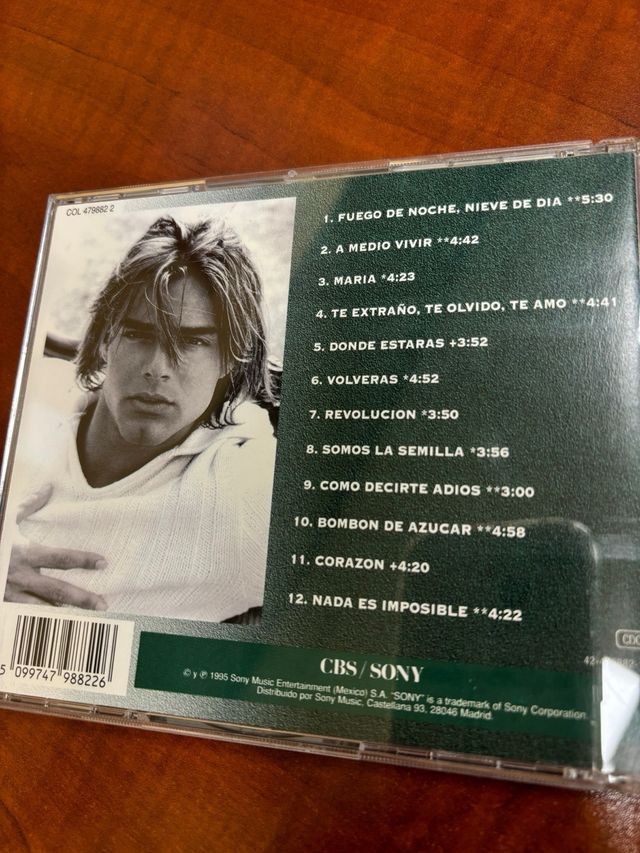 COL 479882 2
1. FUEGO DE NOCHE, NIEVE DE DIA **5:30
2. A MEDIO VIVIR **4:42
3. MARIA *4:23
4. TE EXTRAÑO, TE OLVIDO, TE AMO **4:41
5. DONDE ESTARAS +3:52
6. VOLVERAS *4:52
7. REVOLUCION *3:50
8. SOMOS LA SEMILLA *3:56
9. COMO DECIRTE ADIOS **3:00
10. BOMBON DE AZUCAR **4:58
11. CORAZON +4:20
12. NADA ES IMPOSIBLE **4:22
5 099747 988226
CBS/SONY
© y ℗ 1995 Sony Music Entertainment (Mexico) S.A. "SONY" is a trademark of Sony Corporation.
Distribuido por Sony Music, Castellana 93, 28046 Madrid.